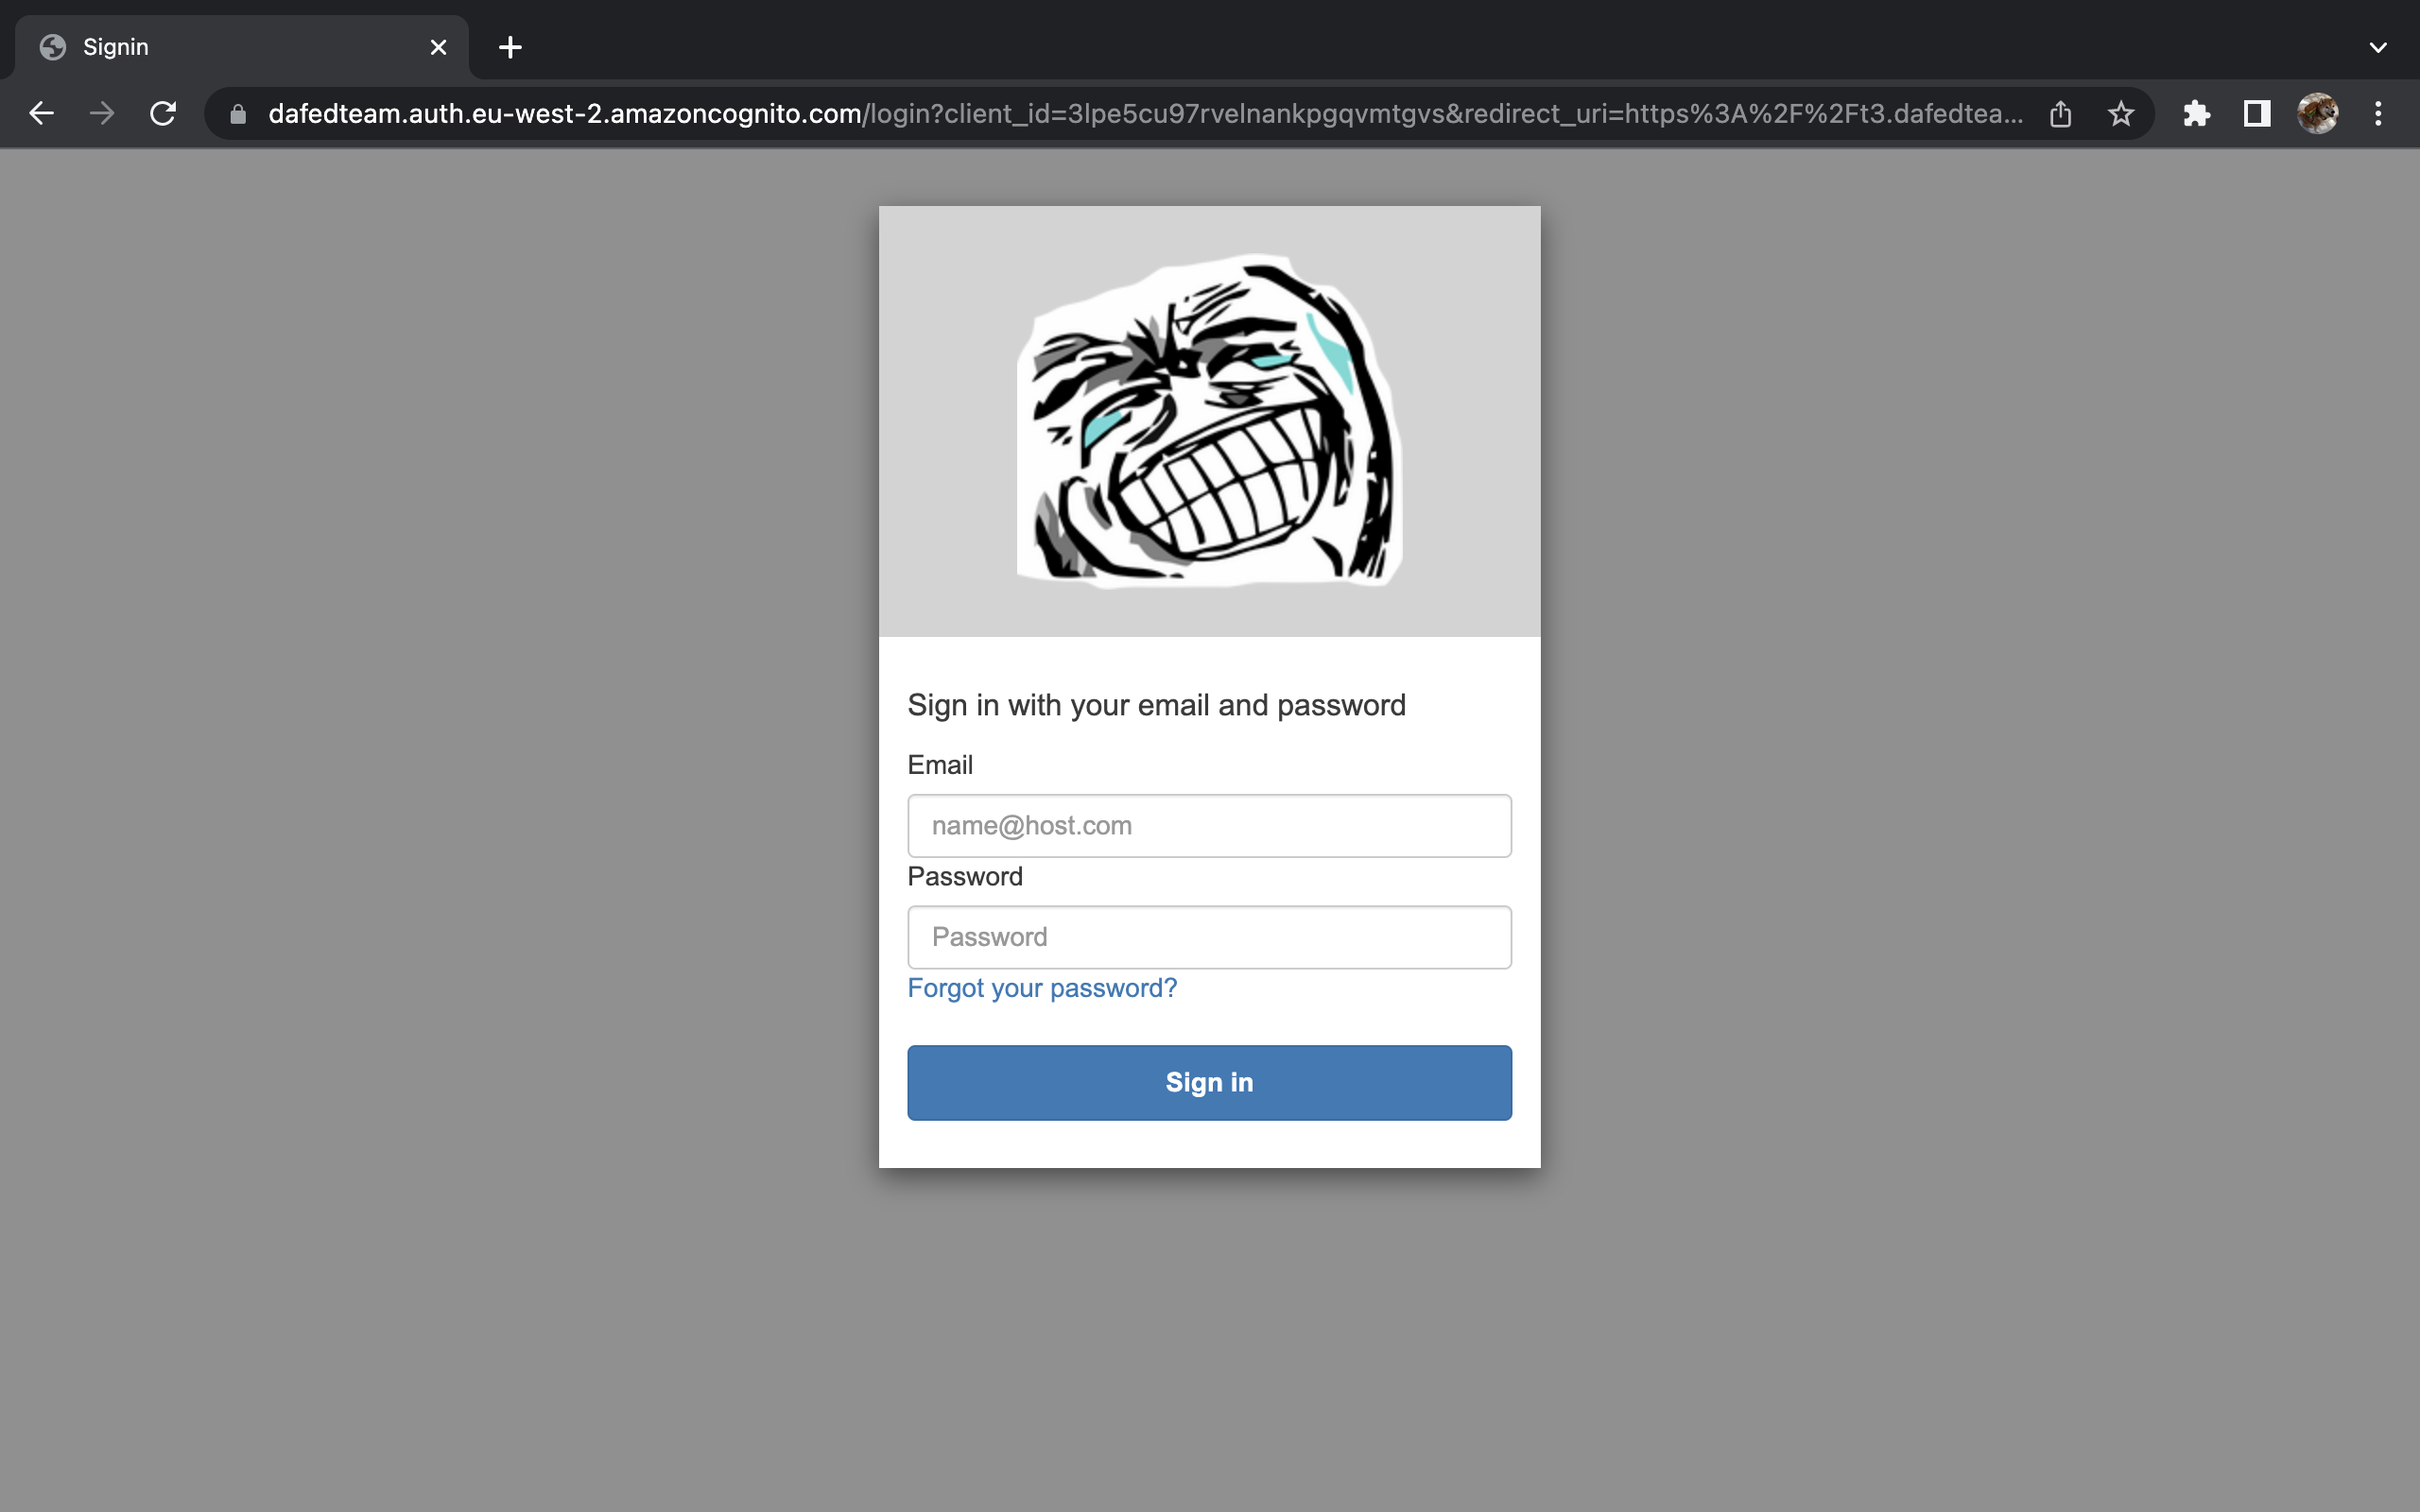 Signin
dafedteam.auth.eu-west-2.amazoncognito.com/login?client_id=3lpe5cu97rvelnankpgqvmtgvs&redirect_uri=https%3A%2F%2Ft3.dafedtea...
Sign in with your email and password
Email
name@host.com
Password
Password
Forgot your password?
Sign in